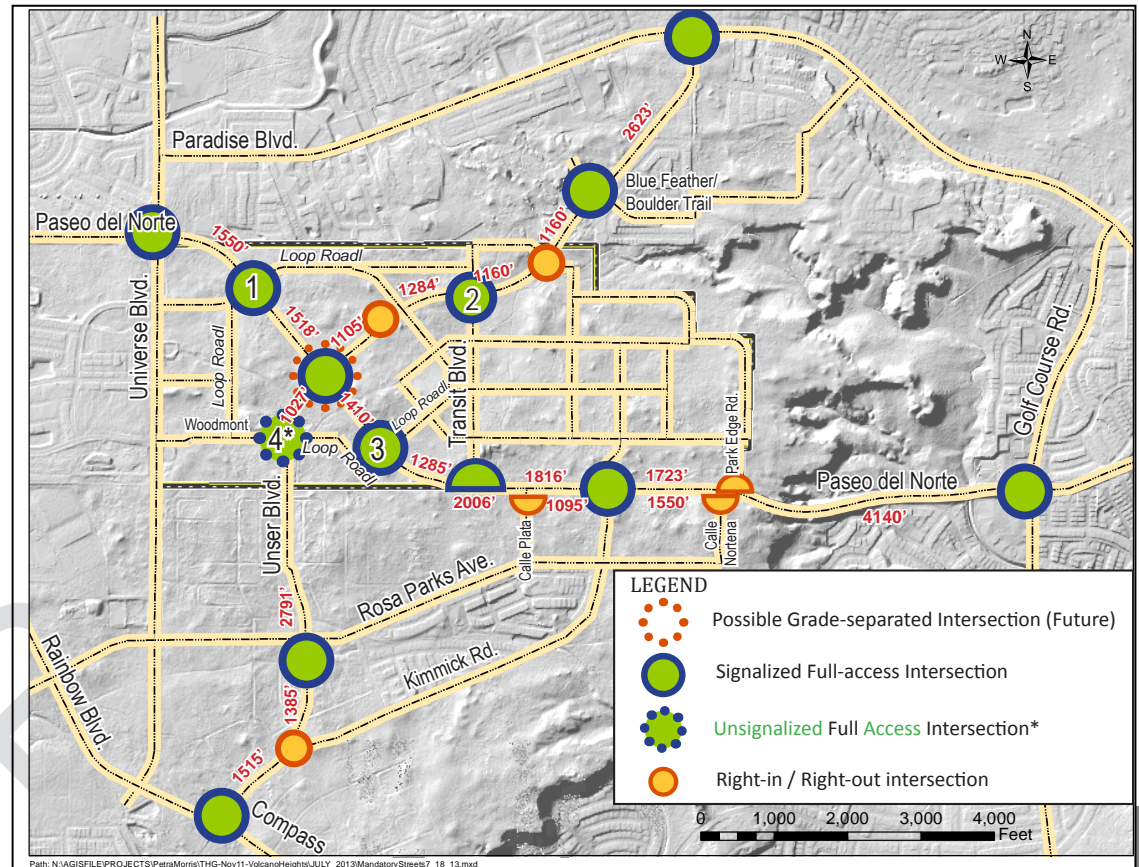 N
W E
S
2623'
Paradise Blvd.
Blue Feather/
Boulder Trail
Paseo del Norte
1160'
1550'
Loop Roadl
1
1284'
1160'
2
1518'
1105'
Universe Blvd.
Loop Roadl
Golf Course Rd.
1027'
1410'
Loop Roadl
Transit Blvd.
Woodmont
4*
Loop Roadl
3
Park Edge Rd.
1285'
1816'
1723'
Paseo del Norte
2006'
1095'
1550'
4140'
Calle Plata
Calle
Nortena
Unser Blvd.
Rosa Parks Ave.
2791'
Kimmick Rd.
Rainbow Blvd.
1385'
1515'
Compass
LEGEND
Possible Grade-separated Intersection (Future)
Signalized Full-access Intersection
Unsignalized Full Access Intersection*
Right-in / Right-out intersection
0 1,000 2,000 3,000 4,000
Feet
Path: N:\AGISFILE\PROJECTS\PetraMorris\THG-Nov11-VolcanoHeights\JULY_2013\MandatoryStreets7_18_13.mxd